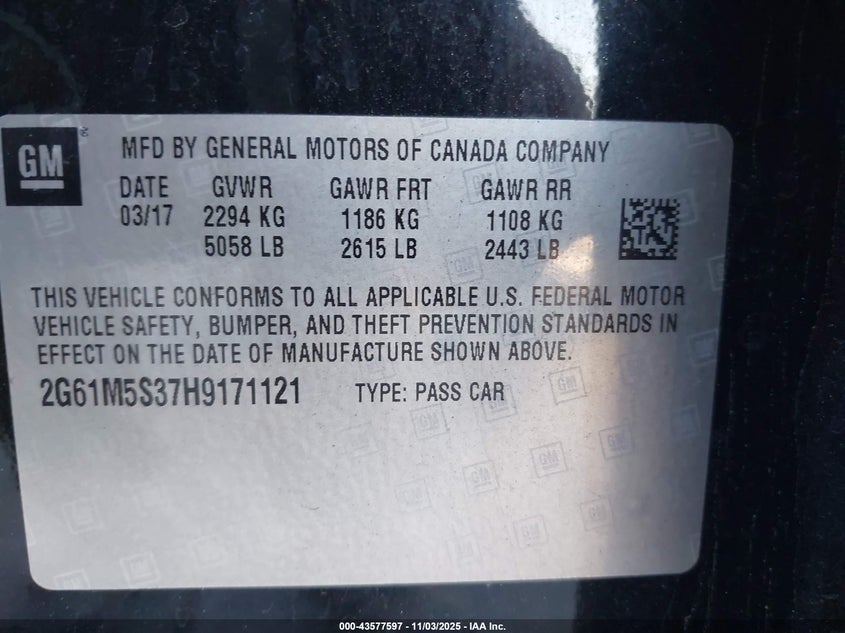 GM
MFD BY GENERAL MOTORS OF CANADA COMPANY
DATE GVWR GAWR FRT GAWR RR
03/17 2294 KG 1186 KG 1108 KG
5058 LB 2615 LB 2443 LB
THIS VEHICLE CONFORMS TO ALL APPLICABLE U.S. FEDERAL MOTOR
VEHICLE SAFETY, BUMPER, AND THEFT PREVENTION STANDARDS IN
EFFECT ON THE DATE OF MANUFACTURE SHOWN ABOVE.
2G61M5S37H9171121 TYPE: PASS CAR
000-43577597 - 11/03/2025 - IAA Inc.